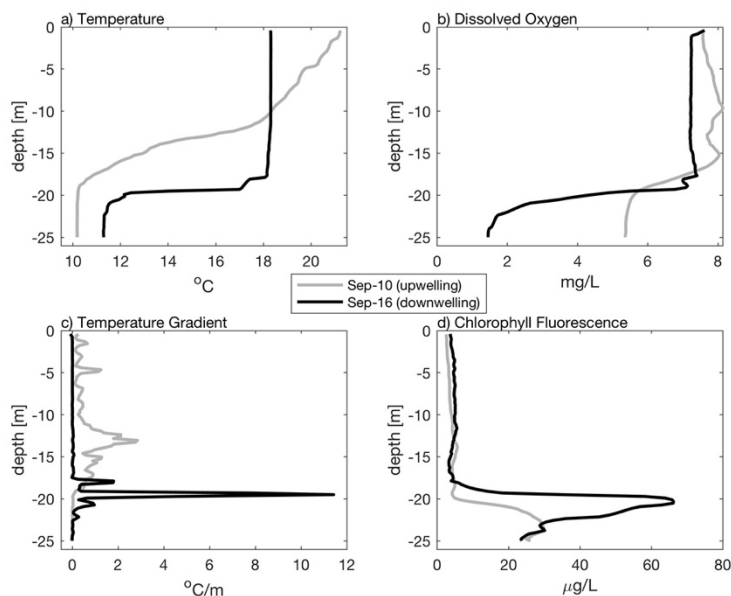 a) Temperature
b) Dissolved Oxygen
0
-5
-10
-15
-20
-25
depth [m]
10 12 14 16 18 20
°C
0
-5
-10
-15
-20
-25
depth [m]
0 2 4 6 8
mg/L
Sep-10 (upwelling)
Sep-16 (downwelling)
c) Temperature Gradient
d) Chlorophyll Fluorescence
0
-5
-10
-15
-20
-25
depth [m]
0 2 4 6 8 10 12
°C/m
0
-5
-10
-15
-20
-25
depth [m]
0 20 40 60 80
μg/L